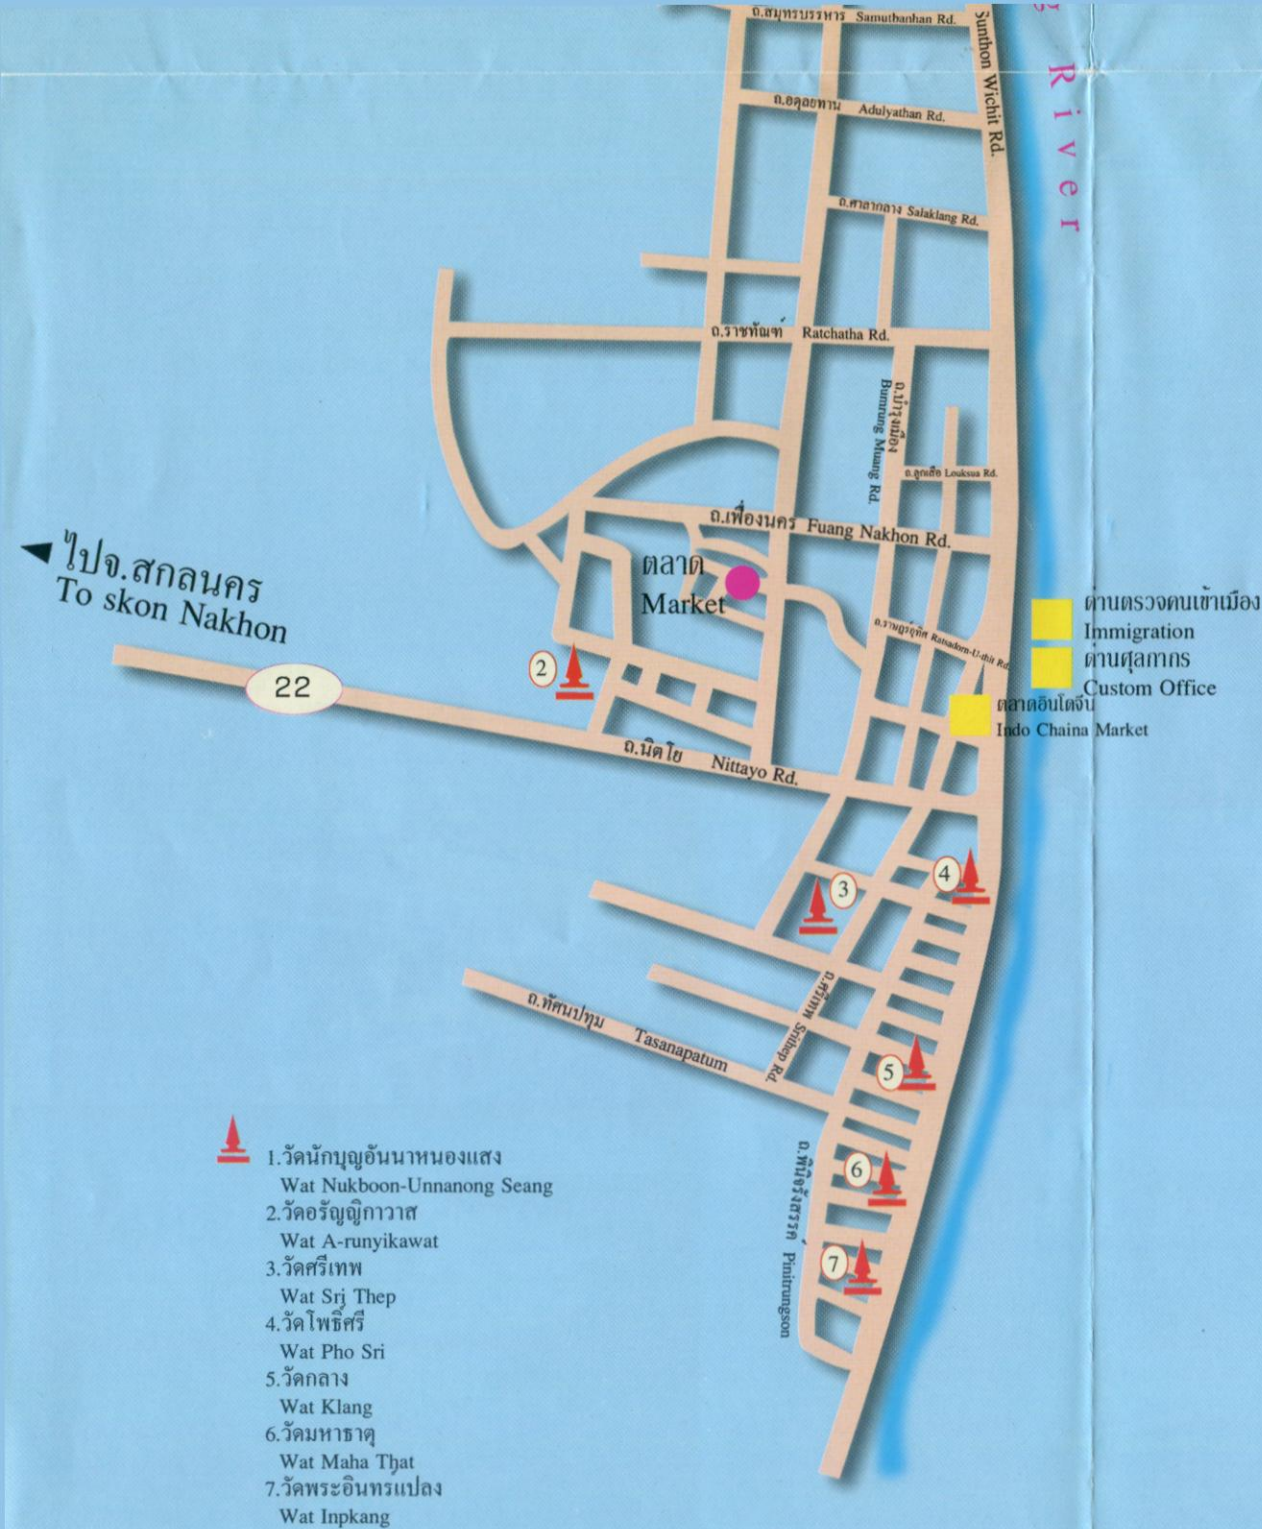 ถ.สมุทรบรรหาร Samutbanhan Rd.
Sunthon Wichit Rd.
g River
ถ.อดุลยทาน Adulyathan Rd.
ถ.ศาลากลาง Salaklang Rd.
ถ.ราชทัณฑ์ Ratchatha Rd.
ถ.บำรุงเมือง
Bumrung Muang Rd.
ถ.ลูกเสือ Louksua Rd.
ถ.เฟื่องนคร Fuang Nakhon Rd.
ตลาด
Market
ไปจ.สกลนคร
To skon Nakhon
22
2
ถ.ราษฎร์อุทิศ Ratsadorn-U-thit Rd.
ด่านตรวจคนเข้าเมือง
Immigration
ด่านศุลกากร
Custom Office
ตลาดอินโดจีน
Indo Chaina Market
ถ.นิตโย Nittayo Rd.
3
4
ถ.ศรีเทพ Srithep Rd.
ถ.ทัศนปทุม Tasanapatum
5
6
7
ถ.พินิจรังสรรค์ Pinitrungson
1.วัดนักบุญอันนาหนองแสง
Wat Nukboon-Unnanong Seang
2.วัดอรัญญิกาวาส
Wat A-runyikawat
3.วัดศรีเทพ
Wat Sri Thep
4.วัดโพธิ์ศรี
Wat Pho Sri
5.วัดกลาง
Wat Klang
6.วัดมหาธาตุ
Wat Maha That
7.วัดพระอินทร์แปลง
Wat Inpkang